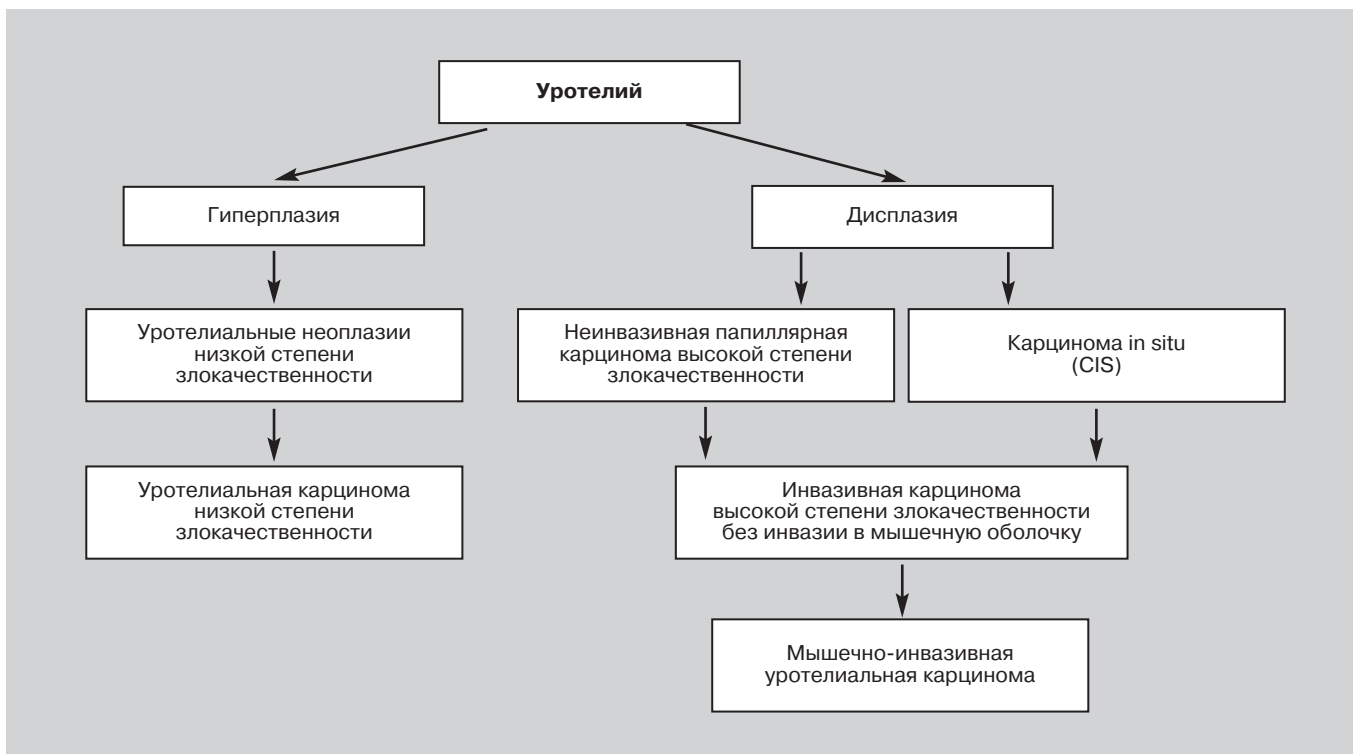 Уротелий
Гиперплазия
Дисплазия
Уротелиальные неоплазии
низкой степени
злокачественности
Неинвазивная папиллярная
карцинома высокой степени
злокачественности
Карцинома in situ
(CIS)
Уротелиальная карцинома
низкой степени
злокачественности
Инвазивная карцинома
высокой степени злокачественности
без инвазии в мышечную оболочку
Мышечно-инвазивная
уротелиальная карцинома